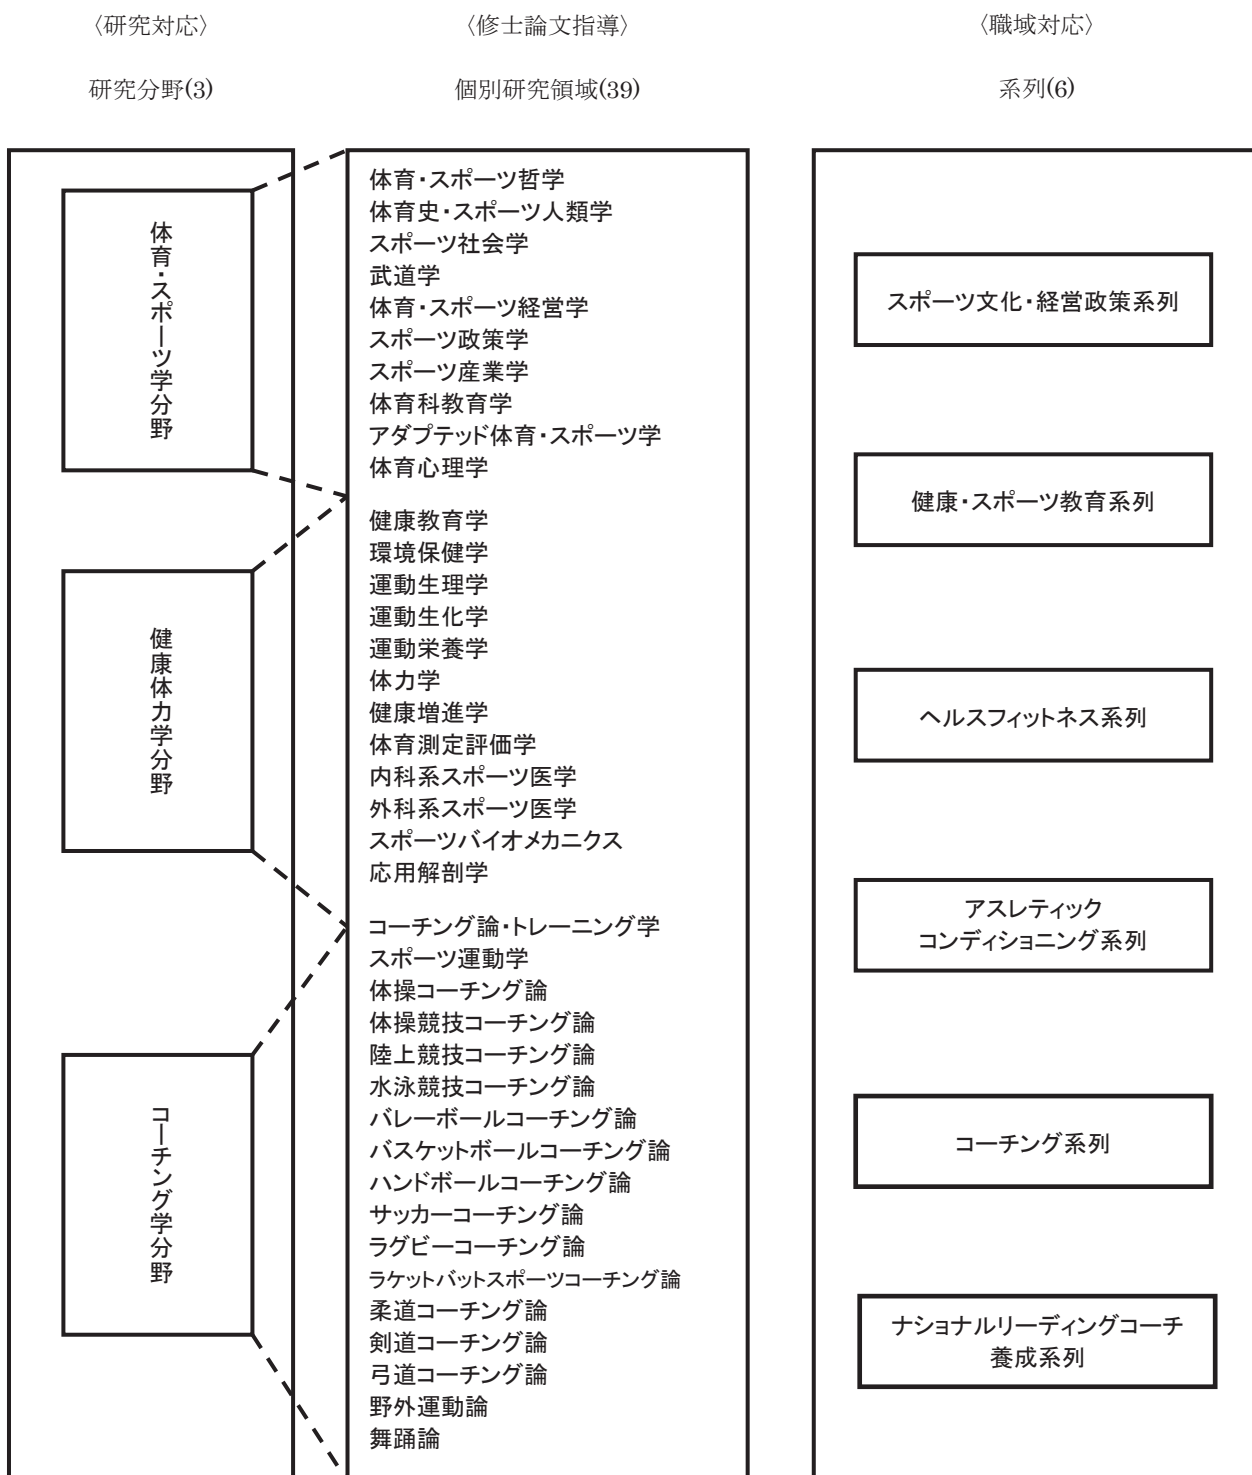 〈研究対応〉
研究分野(3)
体育・スポーツ学分野
健康体力学分野
コーチング学分野
〈修士論文指導〉
個別研究領域(39)
体育・スポーツ哲学
体育史・スポーツ人類学
スポーツ社会学
武道学
体育・スポーツ経営学
スポーツ政策学
スポーツ産業学
体育科教育学
アダプテッド体育・スポーツ学
体育心理学
健康教育学
環境保健学
運動生理学
運動生化学
運動栄養学
体力学
健康増進学
体育測定評価学
内科系スポーツ医学
外科系スポーツ医学
スポーツバイオメカニクス
応用解剖学
コーチング論・トレーニング学
スポーツ運動学
体操コーチング論
体操競技コーチング論
陸上競技コーチング論
水泳競技コーチング論
バレーボールコーチング論
バスケットボールコーチング論
ハンドボールコーチング論
サッカーコーチング論
ラグビーコーチング論
ラケットバットスポーツコーチング論
柔道コーチング論
剣道コーチング論
弓道コーチング論
野外運動論
舞踊論
〈職域対応〉
系列(6)
スポーツ文化・経営政策系列
健康・スポーツ教育系列
ヘルスフィットネス系列
アスレティック
コンディショニング系列
コーチング系列
ナショナルリーディングコーチ
養成系列